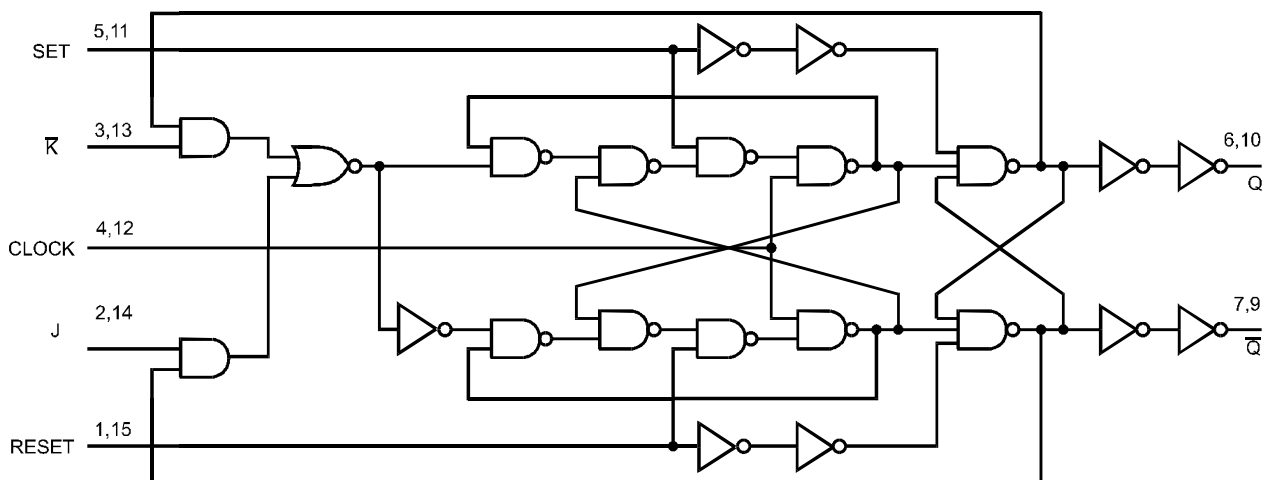 SET 5,11
K̅ 3,13
6,10
Q
CLOCK 4,12
J 2,14
7,9
Q̅
RESET 1,15